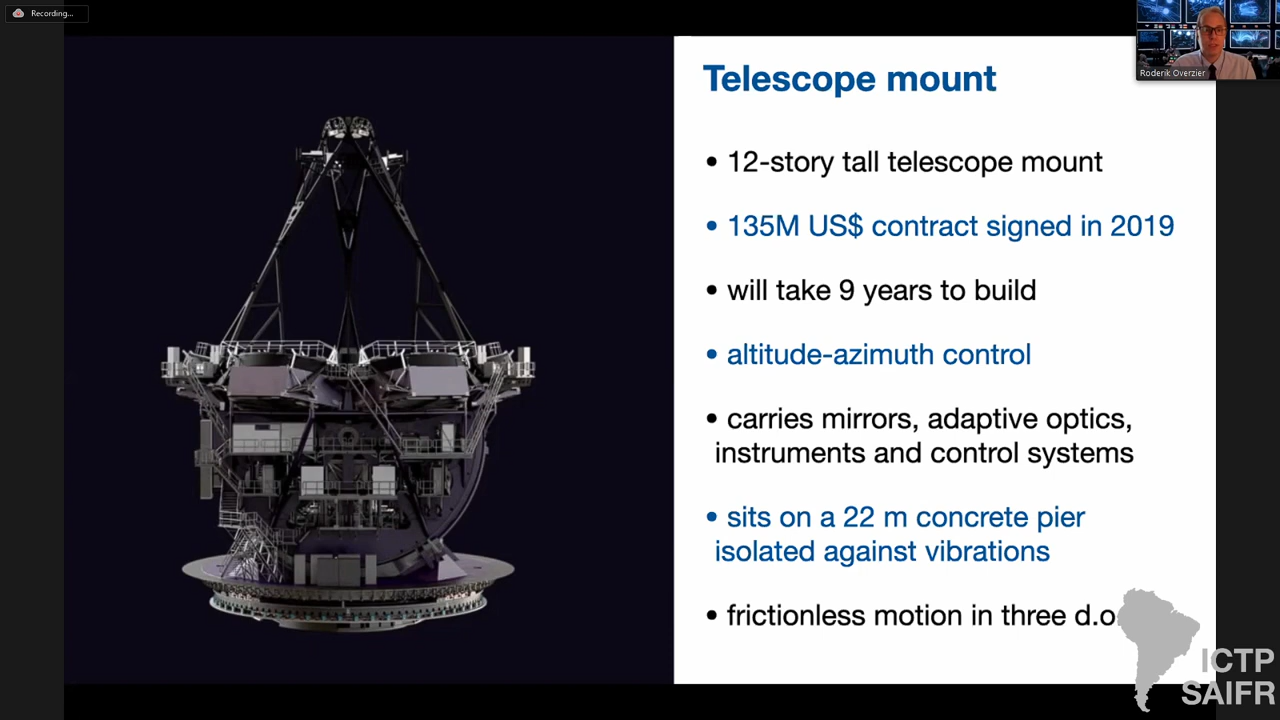 Recording...
Roderik Overzier
Telescope mount
• 12-story tall telescope mount
• 135M US$ contract signed in 2019
• will take 9 years to build
• altitude-azimuth control
• carries mirrors, adaptive optics,
instruments and control systems
• sits on a 22 m concrete pier
isolated against vibrations
• frictionless motion in three d.o
ICTP
SAIFR